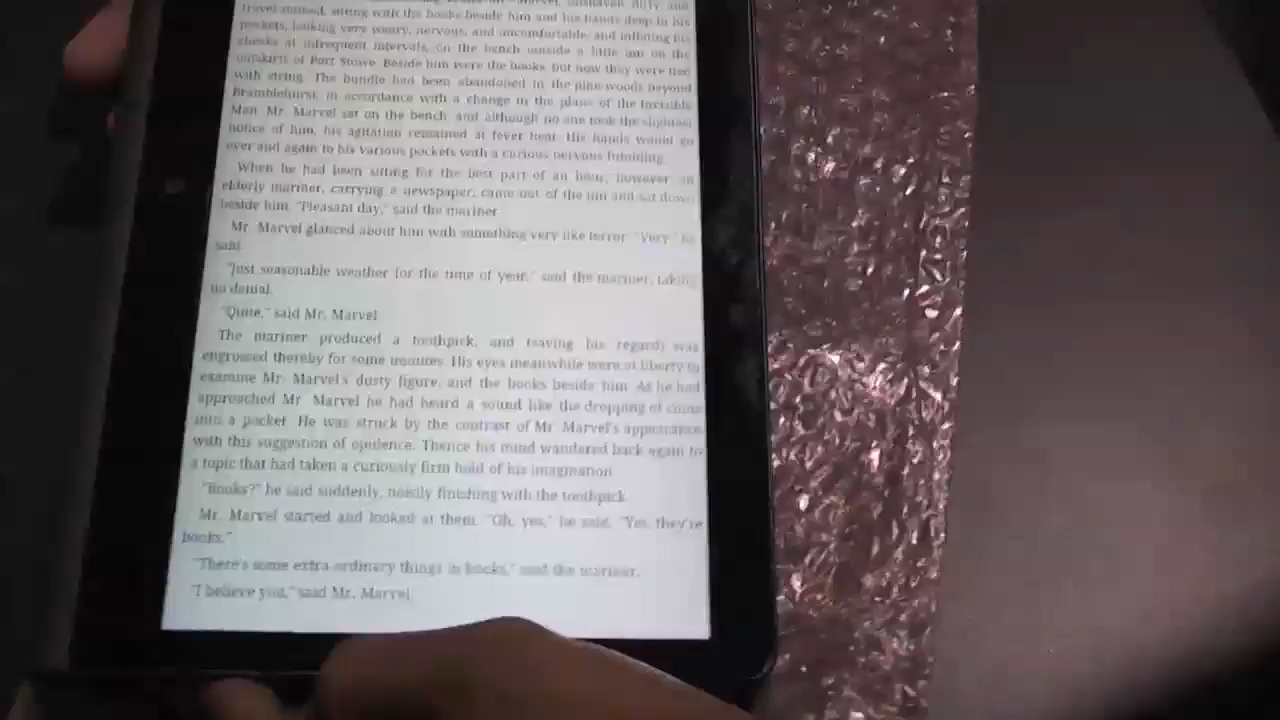 travel-stained, sitting with the books beside him and his hands deep in his
pockets, looking very weary, nervous, and uncomfortable, and inflating his
cheeks at infrequent intervals, on the bench outside a little inn on the
outskirts of Port Stowe. Beside him were the books, but now they were tied
with string. The bundle had been abandoned in the pine-woods beyond
Bramblehurst, in accordance with a change in the plans of the Invisible
Man. Mr. Marvel sat on the bench, and although no one took the slightest
notice of him, his agitation remained at fever heat. His hands would go
over and again to his various pockets with a curious nervous fumbling.
When he had been sitting for the best part of an hour, however, an
elderly mariner, carrying a newspaper, came out of the inn and sat down
beside him. "Pleasant day," said the mariner.
Mr. Marvel glanced about him with something very like terror. "Very," he
said.
"Just seasonable weather for the time of year," said the mariner, taking
no denial.
"Quite," said Mr. Marvel.
The mariner produced a toothpick, and (saving his regard) was
engrossed thereby for some minutes. His eyes meanwhile were at liberty to
examine Mr. Marvel's dusty figure, and the books beside him. As he had
approached Mr. Marvel he had heard a sound like the dropping of coins
into a pocket. He was struck by the contrast of Mr. Marvel's appearance
with this suggestion of opulence. Thence his mind wandered back again to
a topic that had taken a curiously firm hold of his imagination.
"Books?" he said suddenly, noisily finishing with the toothpick.
Mr. Marvel started and looked at them. "Oh, yes," he said. "Yes, they're
books."
"There's some extra-ordinary things in books," said the mariner.
"I believe you," said Mr. Marvel.